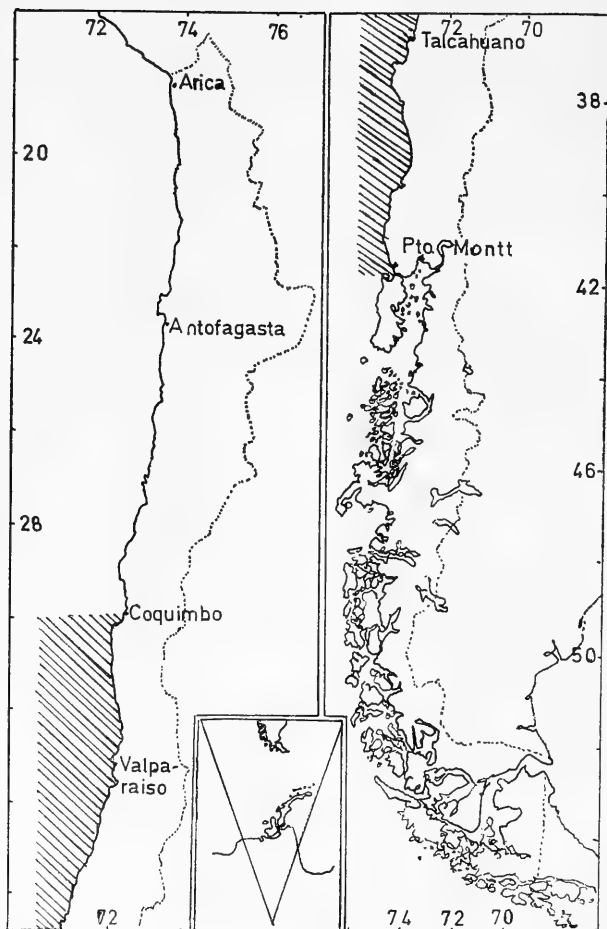 72 74 76
Arica
20
Antofagasta
24
28
Coquimbo
Valpa-
raiso
72
72 70
Talcahuano
38
Pto Montt
42
46
50
74 72 70